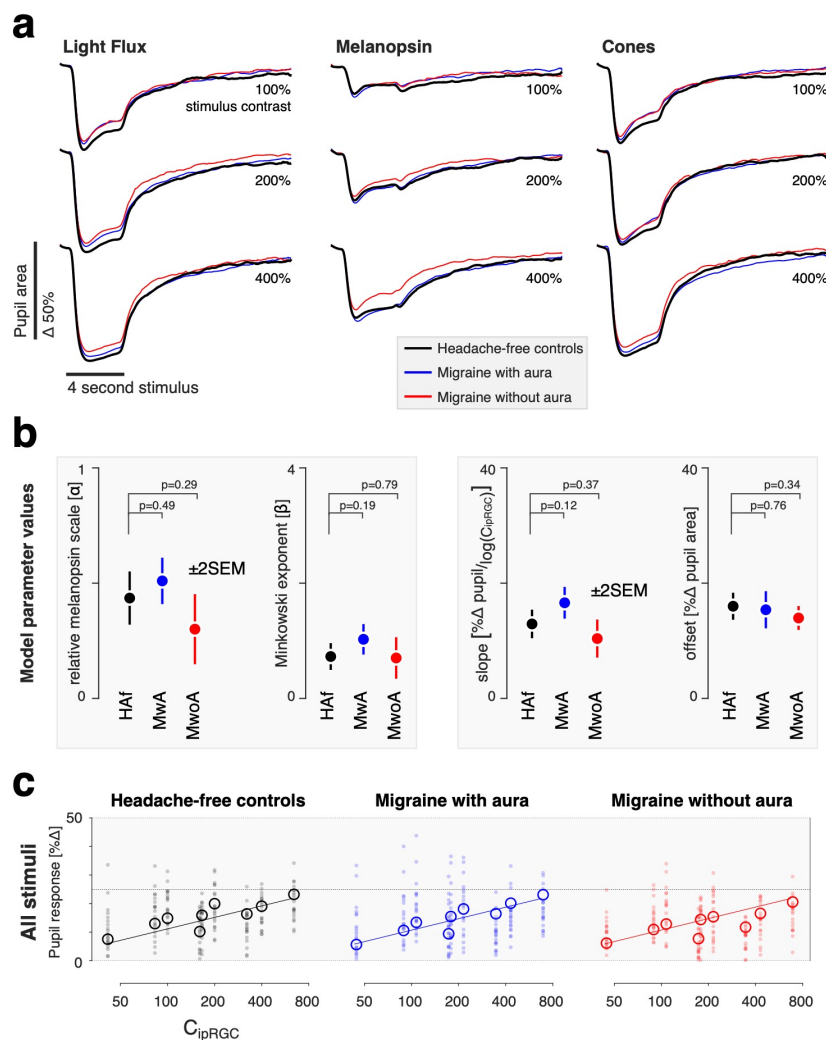 a
Light Flux
Melanopsin
Cones
100%
stimulus contrast
100%
100%
200%
200%
200%
400%
400%
400%
Pupil area
Δ 50%
4 second stimulus
Headache-free controls
Migraine with aura
Migraine without aura
b
Model parameter values
relative melanopsin scale [α]
1
0
p=0.29
p=0.49
±2SEM
HAf
MwA
MwoA
Minkowski exponent [β]
4
0
p=0.79
p=0.19
HAf
MwA
MwoA
slope [%Δ pupil/log(CipRGC)]
40
0
p=0.37
p=0.12
±2SEM
HAf
MwA
MwoA
offset [%Δ pupil area]
40
0
p=0.34
p=0.76
HAf
MwA
MwoA
c
Headache-free controls
Migraine with aura
Migraine without aura
All stimuli
Pupil response [%Δ]
50
0
50 100 200 400 800
50 100 200 400 800
50 100 200 400 800
CipRGC